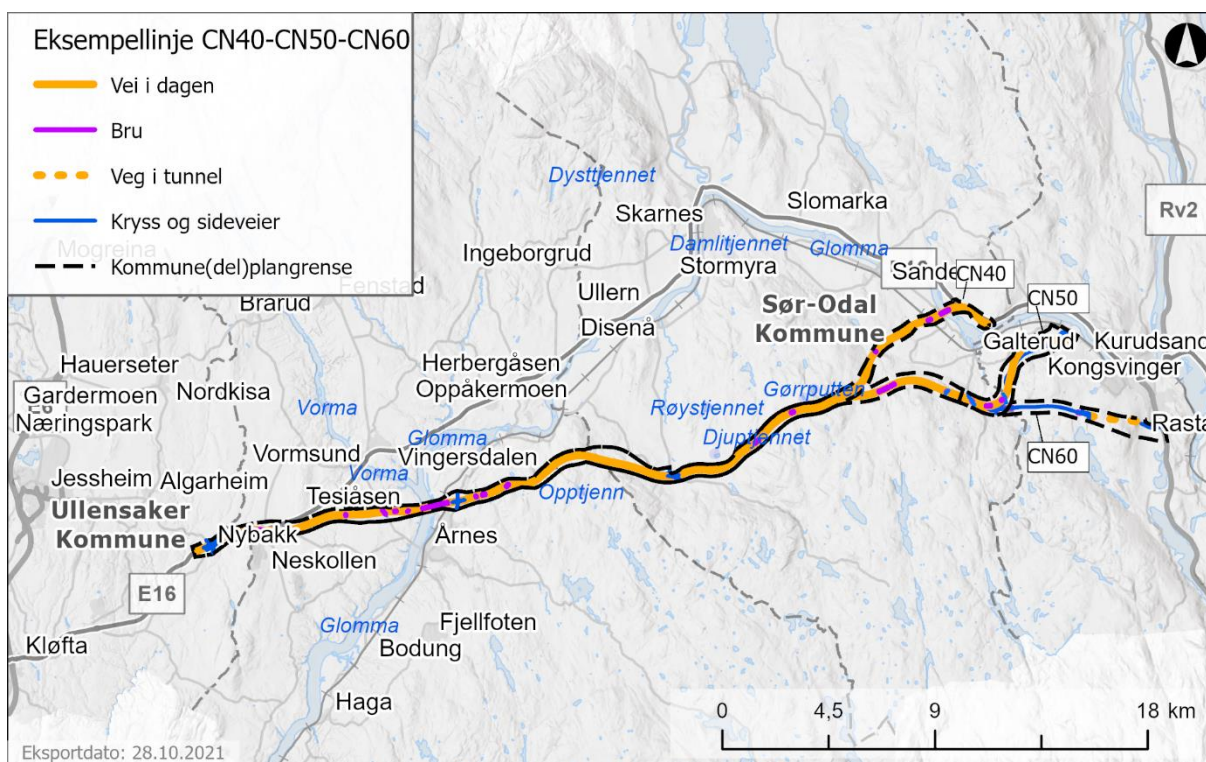 Eksempellinje CN40-CN50-CN60
Vei i dagen
Bru
Veg i tunnel
Kryss og sideveier
Kommune(del)plangrense
Mogreina
Brårud
Fenstad
Dysttjennet
Skarnes
Slomarka
Rv2
Ingeborgrud
Damlitjennet
Glomma
Stormyra
Sande
CN40
Ullern
CN50
Sør-Odal
Kommune
Disenå
Galterud
Kurudsand
Hauerseter
Herbergåsen
Kongsvinger
Gardermoen
Næringspark
E6
Nordkisa
Oppåkermoen
Gørrputten
Vorma
Røystjennet
Rasta
Glomma
Djuptjennet
Vormsund
Vingersdalen
CN60
Jessheim
Algarheim
Vorma
Tesiåsen
Opptjenn
Ullensaker
Kommune
Nybakk
Årnes
Neskollen
E16
Fjellfoten
Glomma
Kløfta
Bodung
Haga
0
4,5
9
18 km
Eksportdato: 28.10.2021